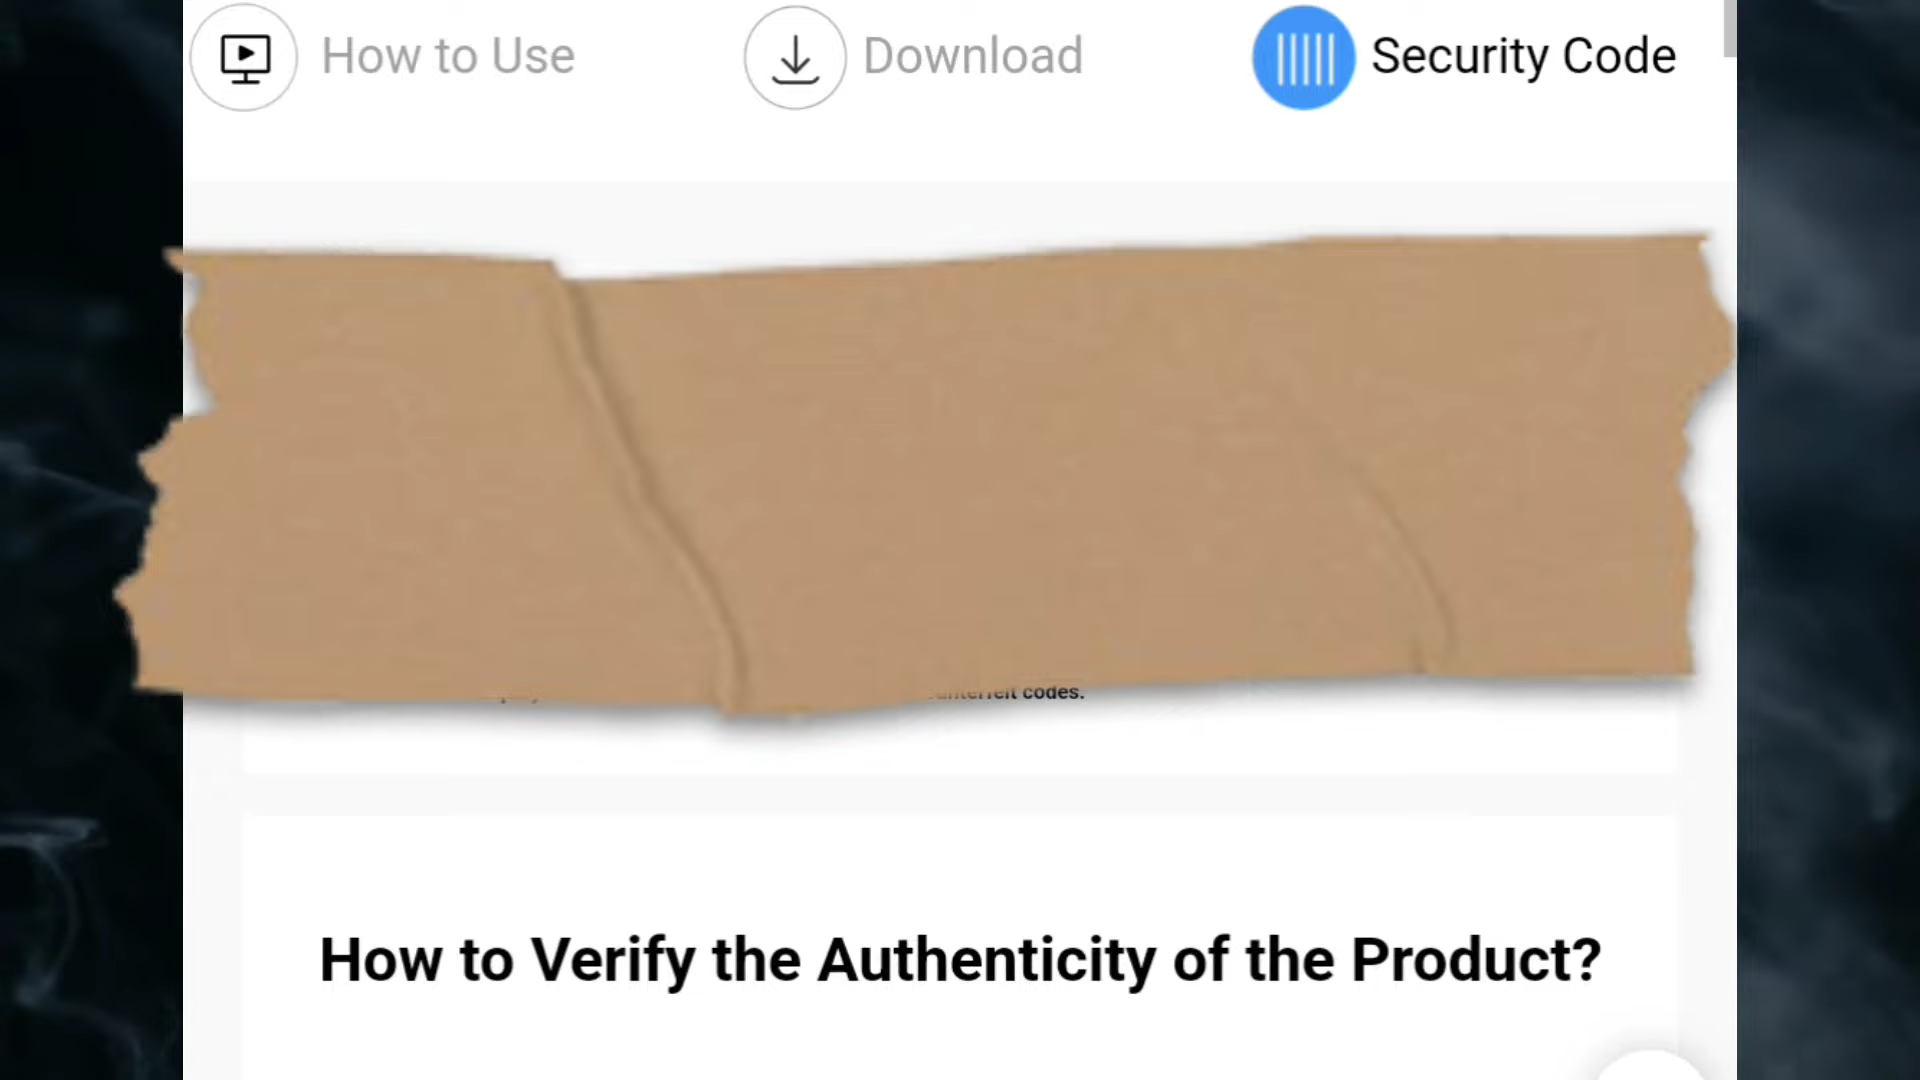 How to Use
Download
Security Code
codes.
How to Verify the Authenticity of the Product?